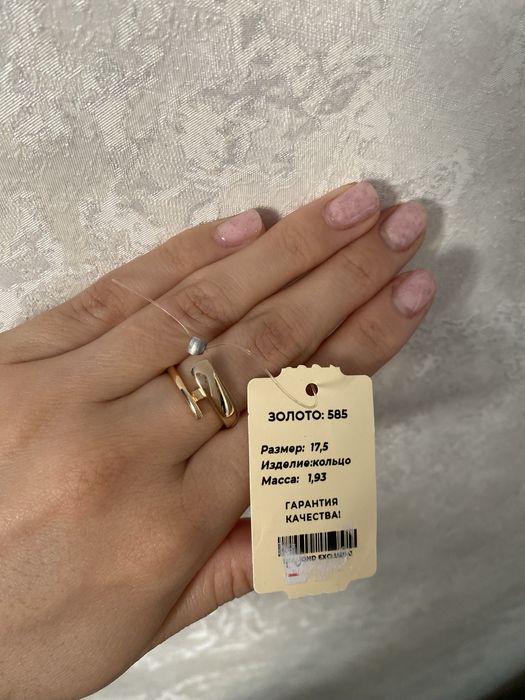 ЗОЛОТО: 585
Размер: 17,5
Изделие:кольцо
Масса: 1,93
ГАРАНТИЯ
КАЧЕСТВА!